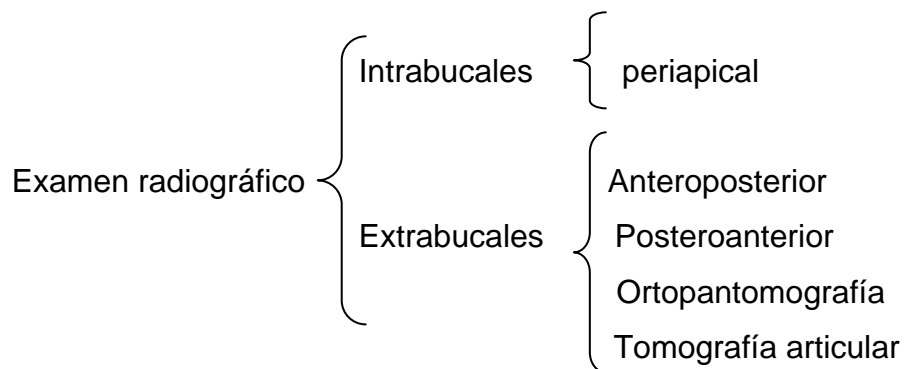 Examen radiográfico
Intrabucales
periapical
Extrabucales
Anteroposterior
Posteroanterior
Ortopantomografía
Tomografía articular